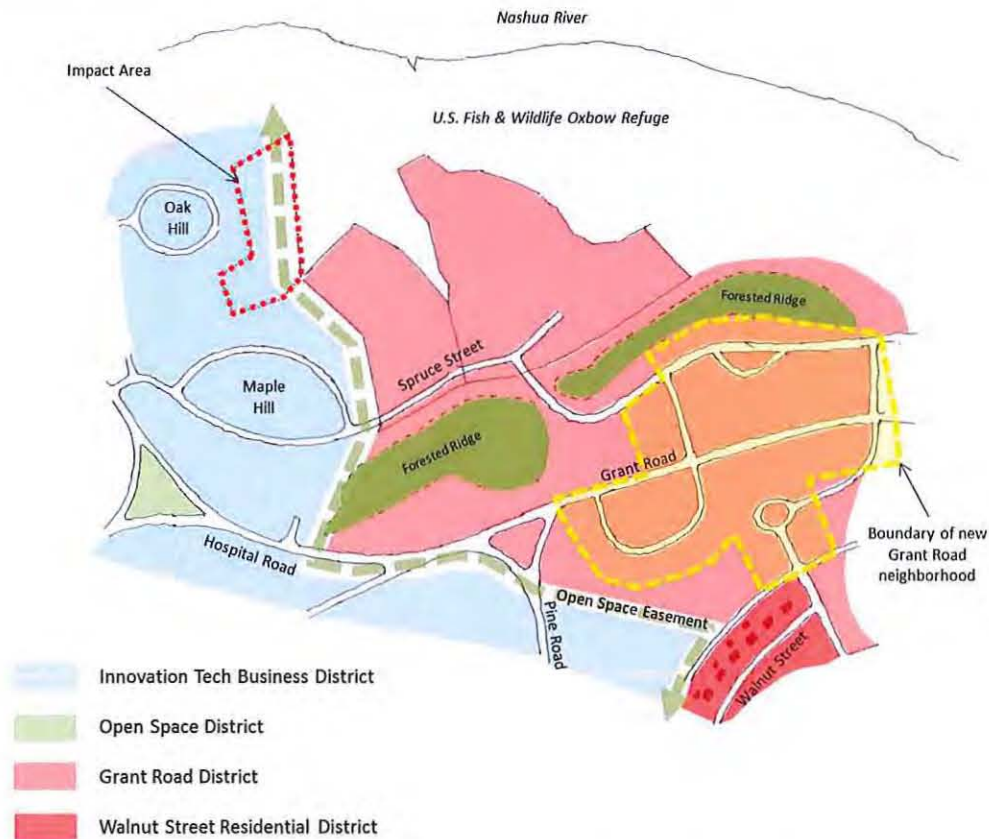 Nashua River
Impact Area
U.S. Fish & Wildlife Oxbow Refuge
Oak
Hill
Forested Ridge
Spruce Street
Maple
Hill
Forested Ridge
Grant Road
Hospital Road
Boundary of new
Grant Road
neighborhood
Pine Road
Open Space Easement
Walnut Street
Innovation Tech Business District
Open Space District
Grant Road District
Walnut Street Residential District